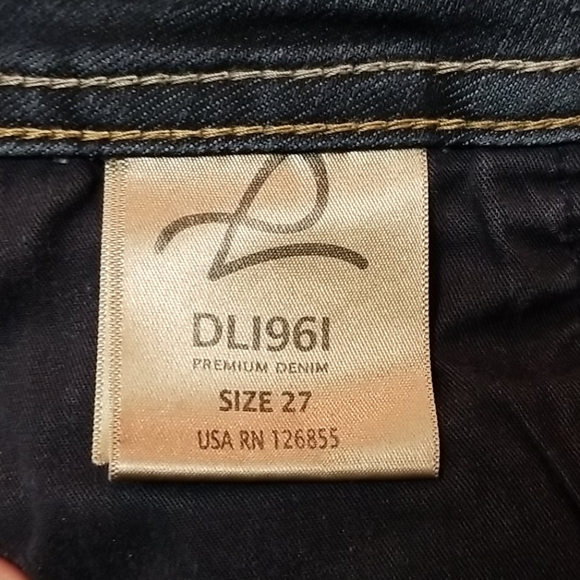 DL1961
PREMIUM DENIM
SIZE 27
USA RN 126855